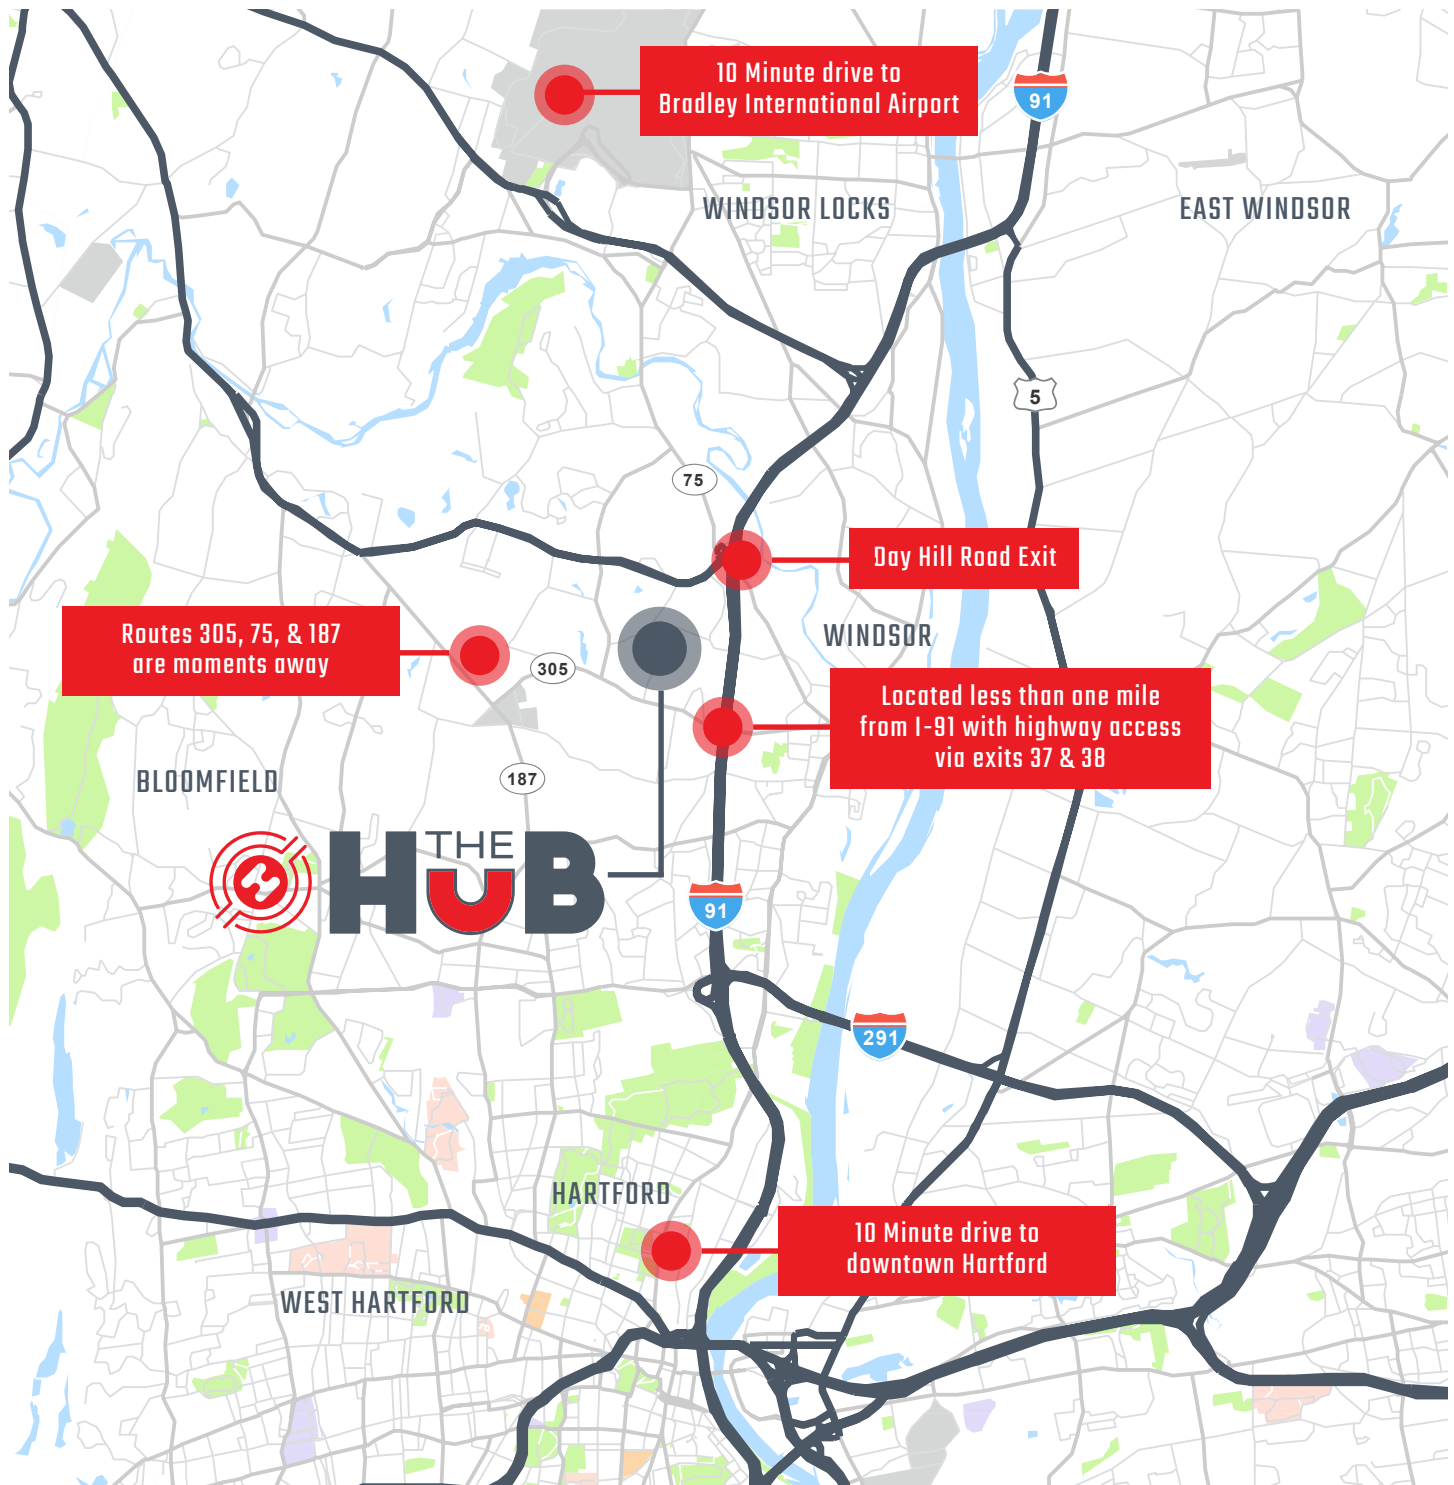 10 Minute drive to
Bradley International Airport
91
WINDSOR LOCKS
EAST WINDSOR
5
75
Day Hill Road Exit
Routes 305, 75, & 187
are moments away
305
WINDSOR
Located less than one mile
from I-91 with highway access
via exits 37 & 38
BLOOMFIELD
187
THE
HUB
91
291
HARTFORD
10 Minute drive to
downtown Hartford
WEST HARTFORD